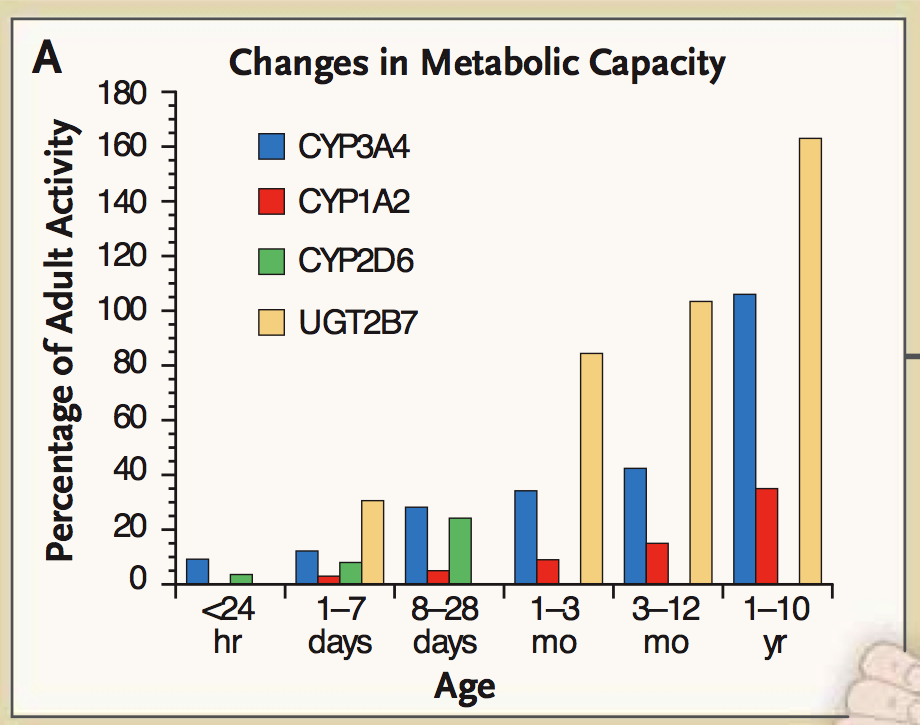 A
Changes in Metabolic Capacity
Percentage of Adult Activity
180
160
140
120
100
80
60
40
20
0
CYP3A4
CYP1A2
CYP2D6
UGT2B7
<24
hr
1–7
days
8–28
days
1–3
mo
3–12
mo
1–10
yr
Age